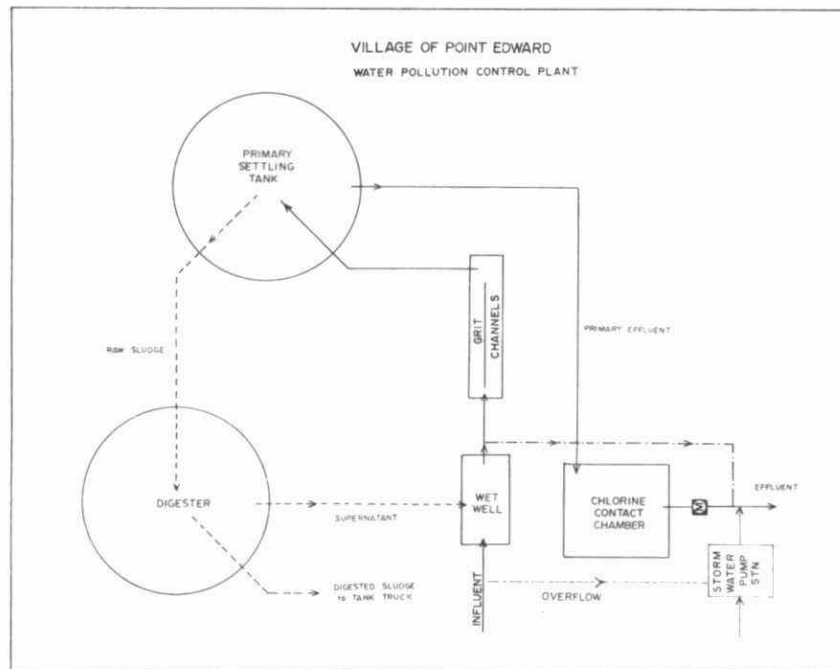 VILLAGE OF POINT EDWARD
WATER POLLUTION CONTROL PLANT
PRIMARY
SETTLING
TANK
GRIT
CHANNELS
PRIMARY EFFLUENT
RAW SLUDGE
DIGESTER
SUPERNATANT
WET
WELL
CHLORINE
CONTACT
CHAMBER
M
EFFLUENT
DIGESTED SLUDGE
to TANK TRUCK
INFLUENT
OVERFLOW
STORM
WATER
PUMP
STN